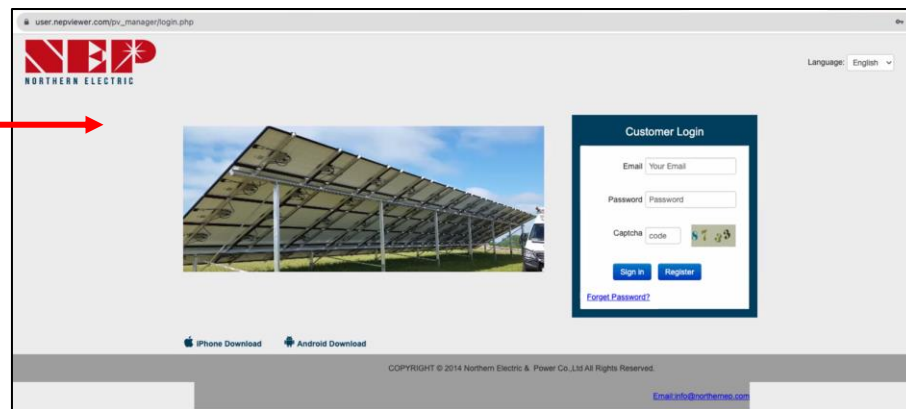 user.nepviewer.com/pv_manager/login.php
NEP
NORTHERN ELECTRIC
Language: English
Customer Login
Email Your Email
Password Password
Captcha code 8733
Sign in Register
Forget Password?
iPhone Download Android Download
COPYRIGHT © 2014 Northern Electric & Power Co.,Ltd All Rights Reserved.
Email:info@northernep.com